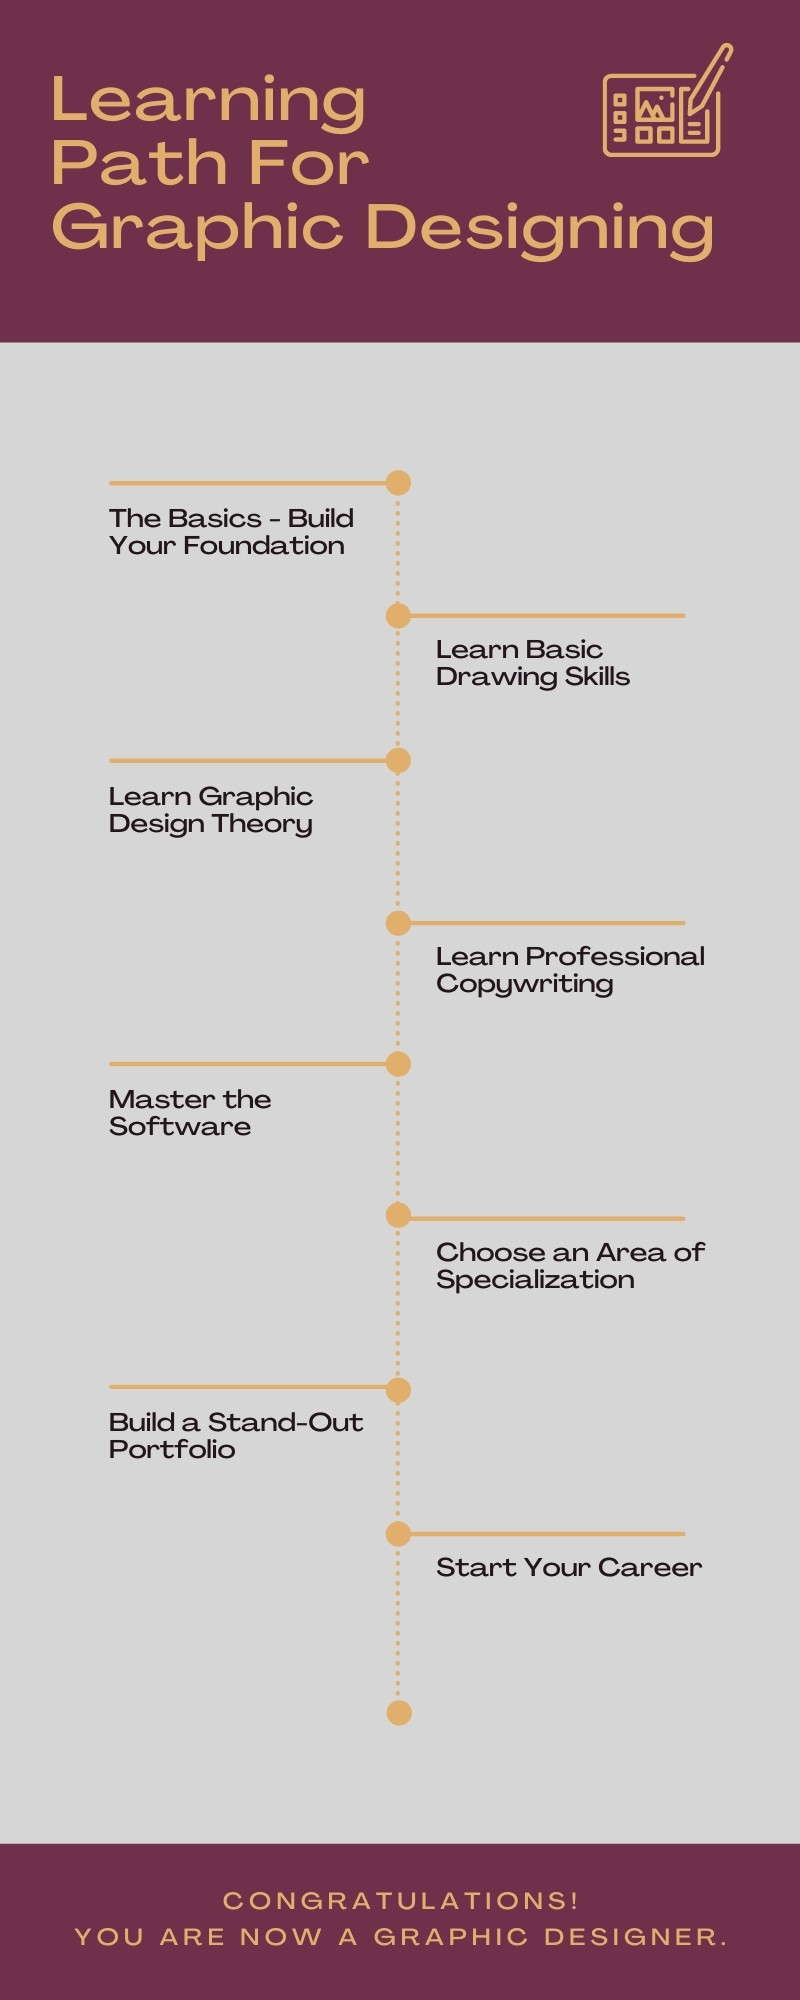 Learning
Path For
Graphic Designing
The Basics - Build
Your Foundation
Learn Basic
Drawing Skills
Learn Graphic
Design Theory
Learn Professional
Copywriting
Master the
Software
Choose an Area of
Specialization
Build a Stand-Out
Portfolio
Start Your Career
CONGRATULATIONS!
YOU ARE NOW A GRAPHIC DESIGNER.